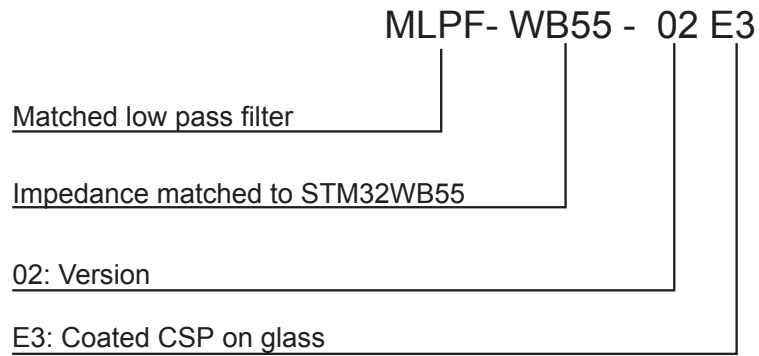 MLPF- WB55 - 02 E3
Matched low pass filter
Impedance matched to STM32WB55
02: Version
E3: Coated CSP on glass